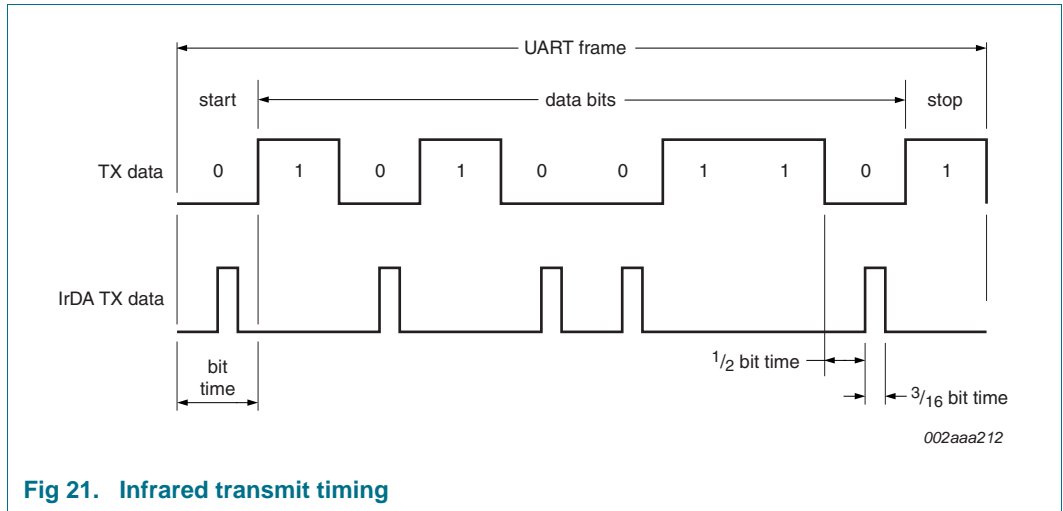 UART frame
start data bits stop
TX data 0 1 0 1 0 0 1 1 0 1
IrDA TX data
bit
time
1/2 bit time
3/16 bit time
002aaa212
Fig 21. Infrared transmit timing